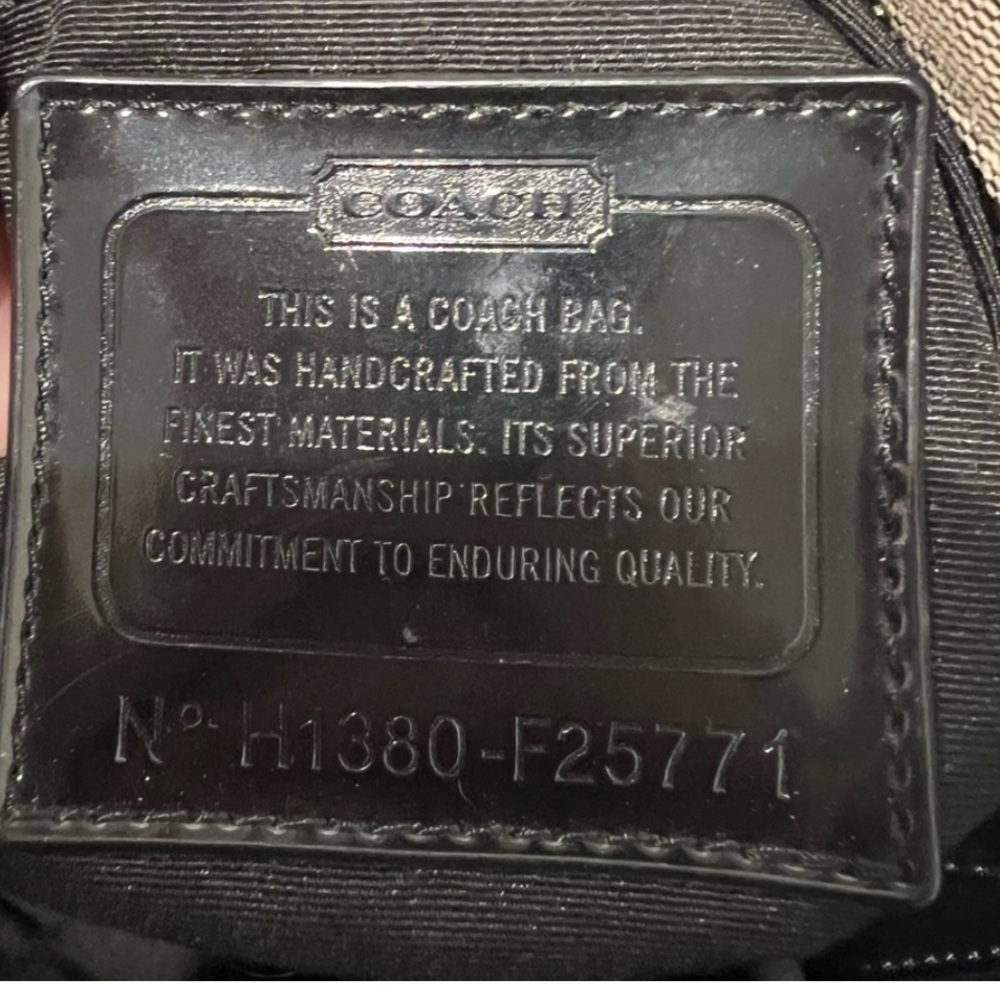 COACH
THIS IS A COACH BAG.
IT WAS HANDCRAFTED FROM THE
FINEST MATERIALS. ITS SUPERIOR
CRAFTSMANSHIP REFLECTS OUR
COMMITMENT TO ENDURING QUALITY.
Nº- H1380-F25771